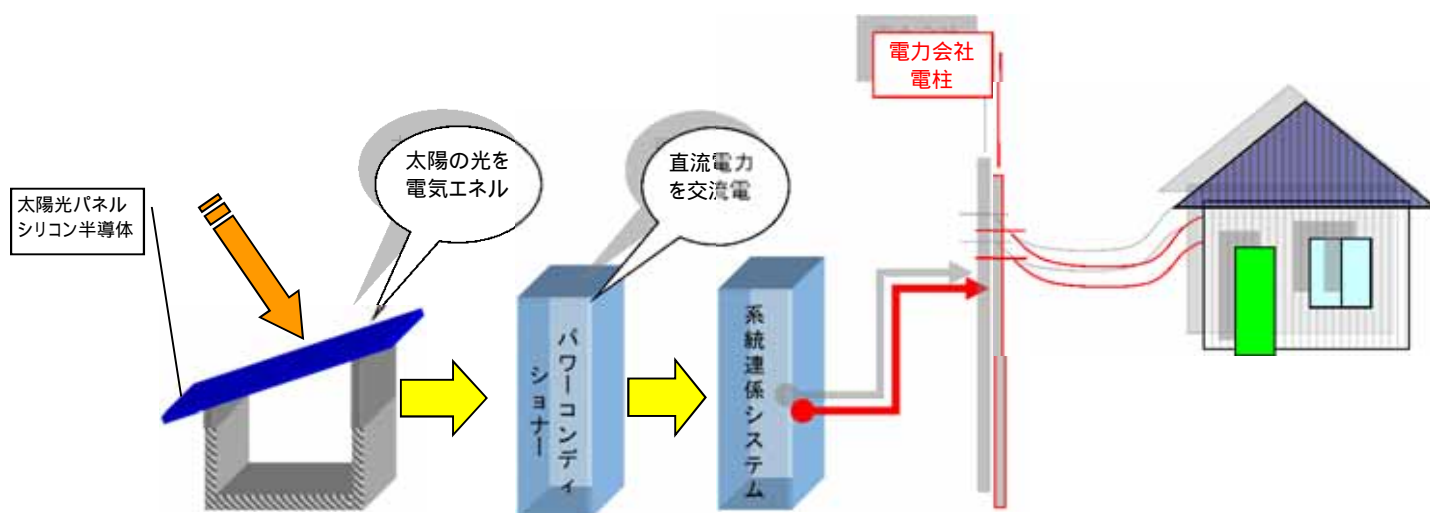 太陽光パネル
シリコン半導体
太陽の光を
電気エネル
直流電力
を交流電
電力会社
電柱
パワーコンディ
ショナー
系統連係システム